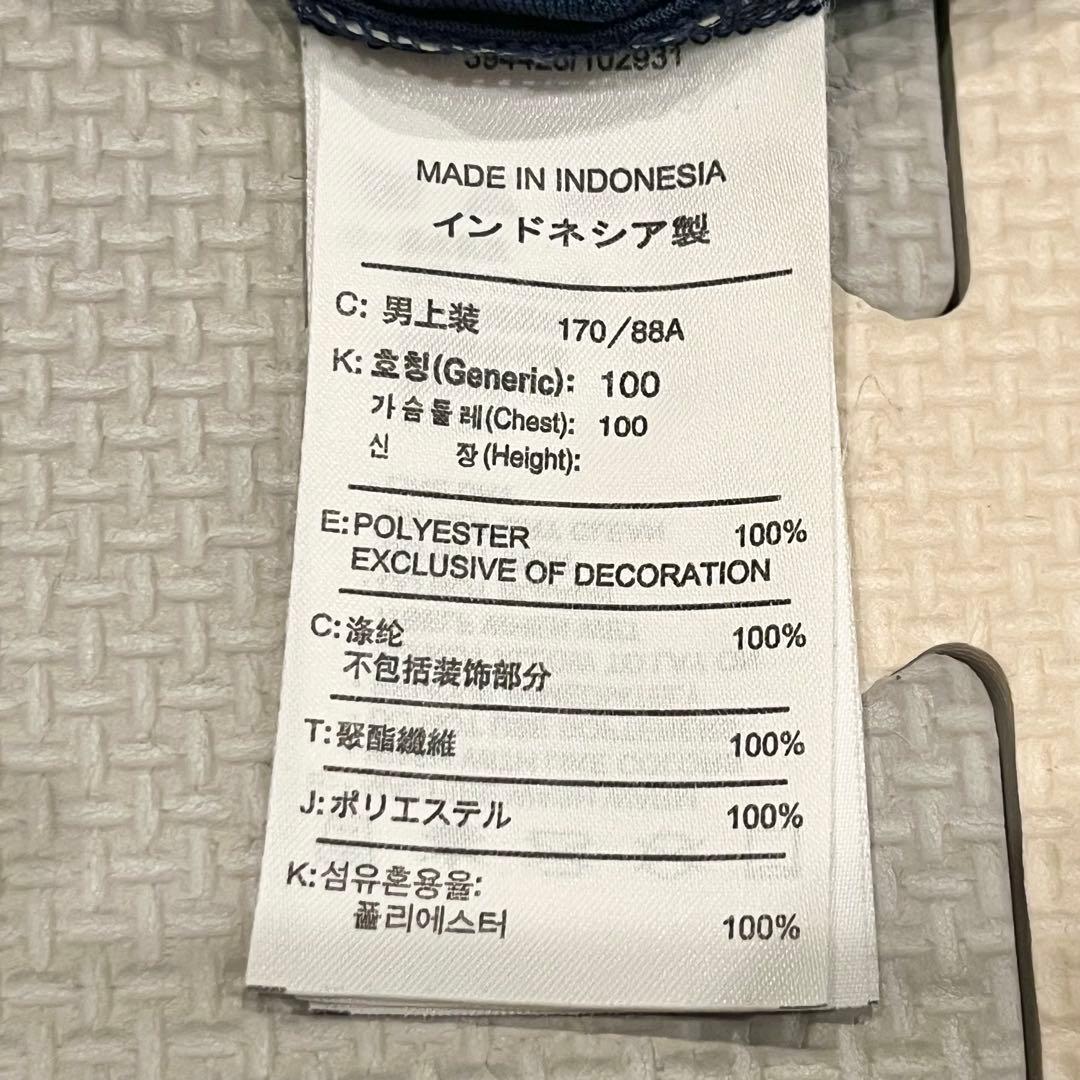 MADE IN INDONESIA
インドネシア製
C: 男上装 170/88A
K: 호칭(Generic): 100
가슴둘레(Chest): 100
신 장(Height):
E: POLYESTER 100%
EXCLUSIVE OF DECORATION
C: 涤纶 100%
不包括装饰部分
T: 聚酯纖維 100%
J: ポリエステル 100%
K: 섬유혼용율:
폴리에스터 100%